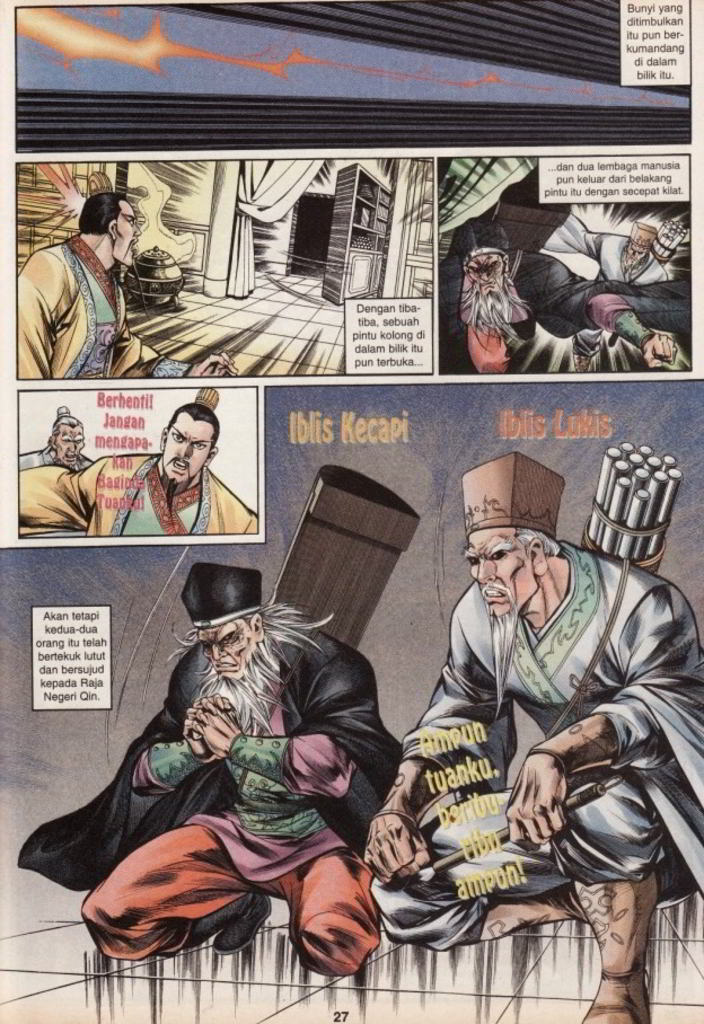 Bunyi yang
ditimbulkan
itu pun ber-
kumandang
di dalam
bilik itu.
Dengan tiba-
tiba, sebuah
pintu kolong di
dalam bilik itu
pun terbuka...
...dan dua lembaga manusia
pun keluar dari belakang
pintu itu dengan secepat kilat.
Berhenti!
Jangan
mengapa-
kan
Baginda
Tuanku!
Iblis Kecapi
Iblis Lukis
Akan tetapi
kedua-dua
orang itu telah
bertekuk lutut
dan bersujud
kepada Raja
Negeri Qin.
Ampun
tuanku,
beribu-
ribu
ampun!
27